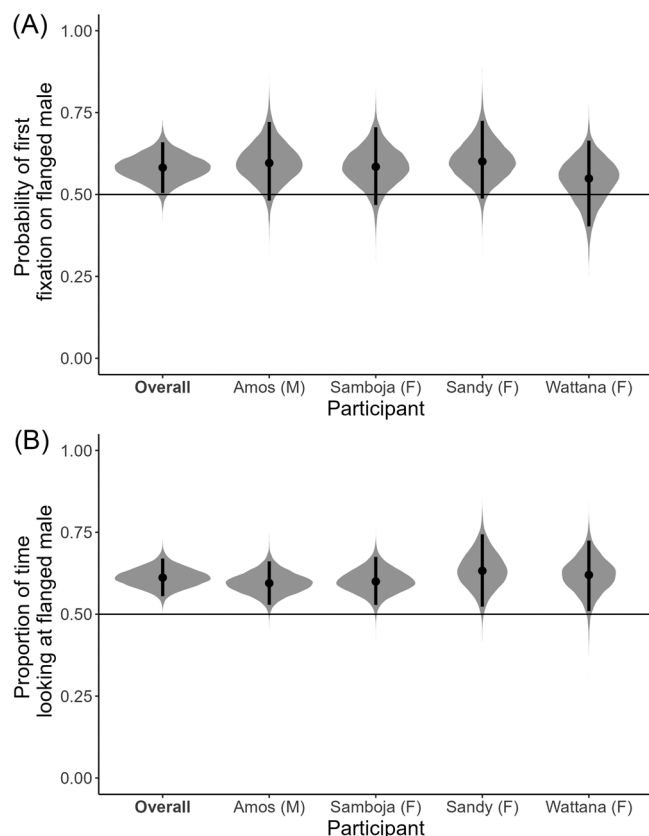 (A)
Probability of first
fixation on flanged male
1.00
0.75
0.50
0.25
0.00
Overall Amos (M) Samboja (F) Sandy (F) Wattana (F)
Participant
(B)
Proportion of time
looking at flanged male
1.00
0.75
0.50
0.25
0.00
Overall Amos (M) Samboja (F) Sandy (F) Wattana (F)
Participant